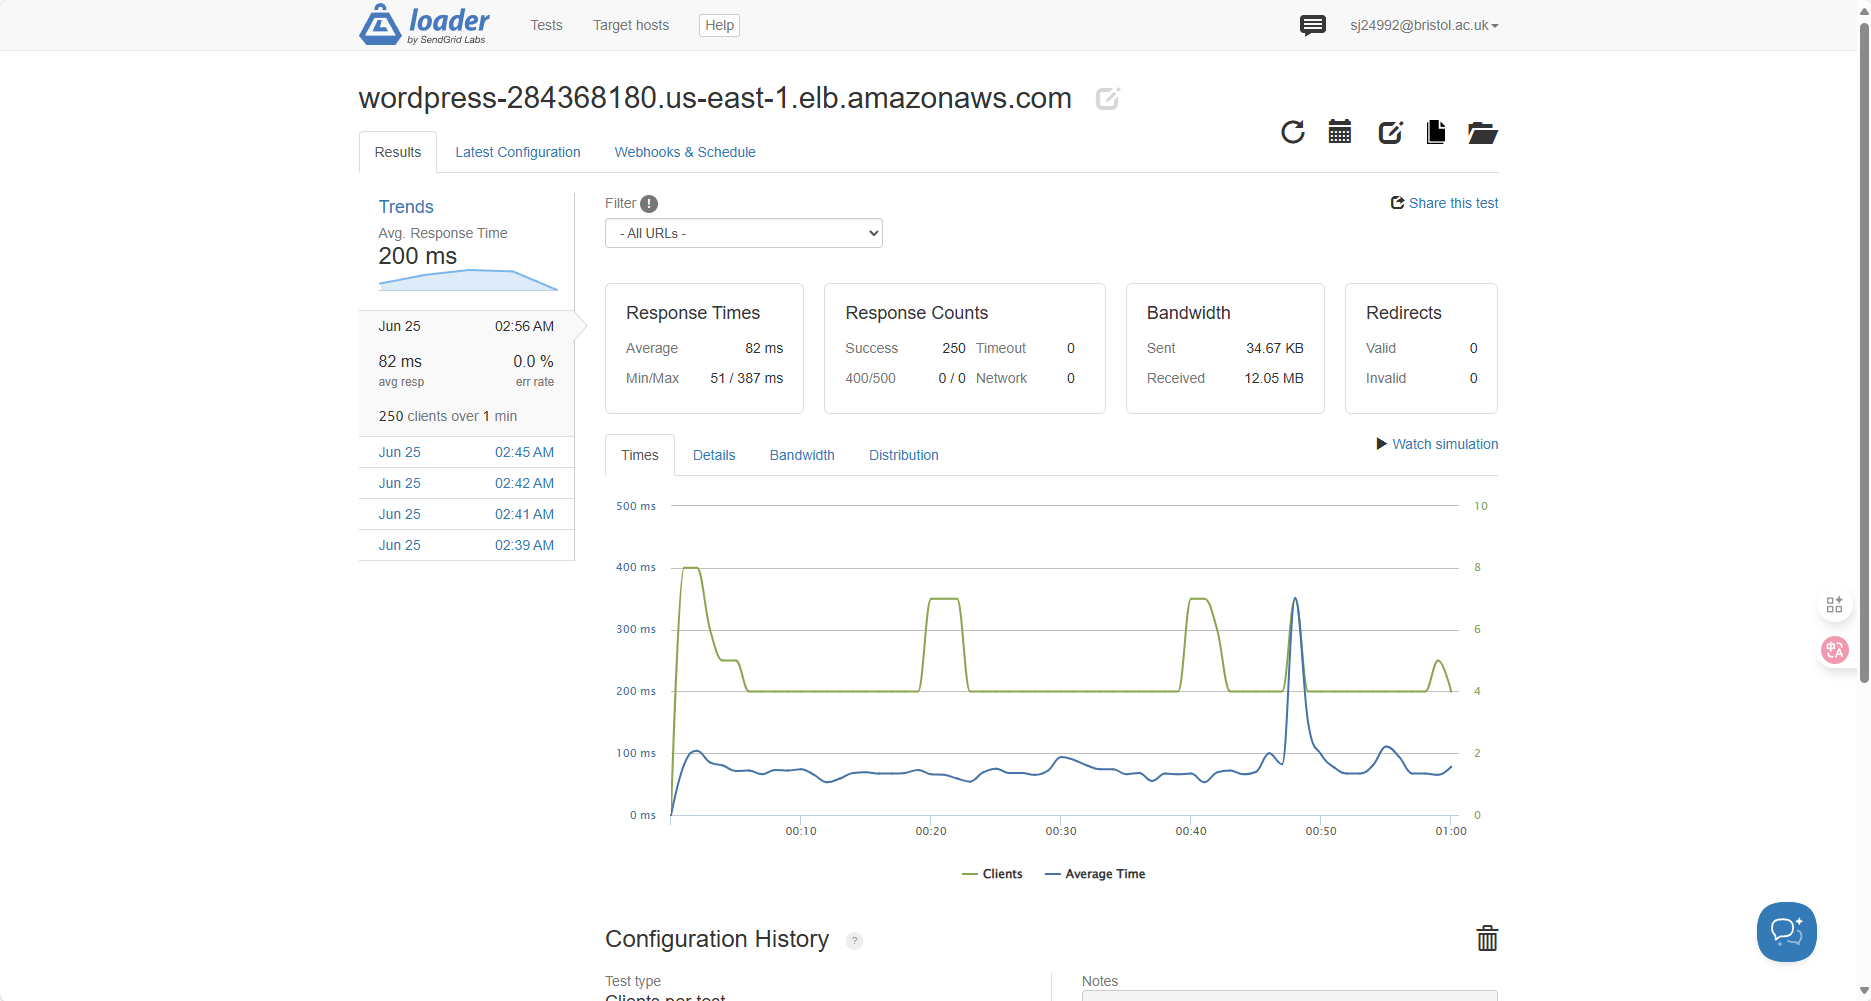 loader
by SendGrid Labs
Tests
Target hosts
Help
sj24992@bristol.ac.uk
wordpress-284368180.us-east-1.elb.amazonaws.com
Results
Latest Configuration
Webhooks & Schedule
Trends
Avg. Response Time
200 ms
Jun 25 02:56 AM
82 ms 0.0 %
avg resp err rate
250 clients over 1 min
Jun 25 02:45 AM
Jun 25 02:42 AM
Jun 25 02:41 AM
Jun 25 02:39 AM
Filter !
- All URLs -
Share this test
Response Times
Average 82 ms
Min/Max 51 / 387 ms
Response Counts
Success 250 Timeout 0
400/500 0 / 0 Network 0
Bandwidth
Sent 34.67 KB
Received 12.05 MB
Redirects
Valid 0
Invalid 0
Times
Details
Bandwidth
Distribution
Watch simulation
500 ms 10
400 ms 8
300 ms 6
200 ms 4
100 ms 2
0 ms 0
00:10 00:20 00:30 00:40 00:50 01:00
Clients Average Time
Configuration History ?
Test type
Clients per test
Notes